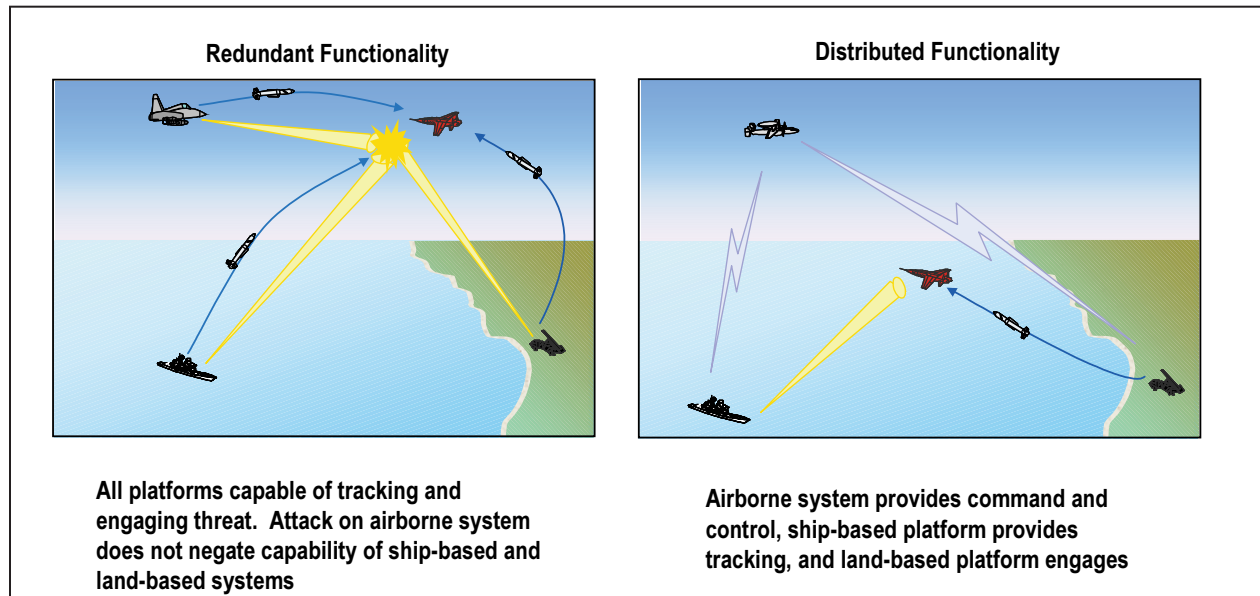 Redundant Functionality
Distributed Functionality
All platforms capable of tracking and
engaging threat.  Attack on airborne system
does not negate capability of ship-based and
land-based systems
Airborne system provides command and
control, ship-based platform provides
tracking, and land-based platform engages